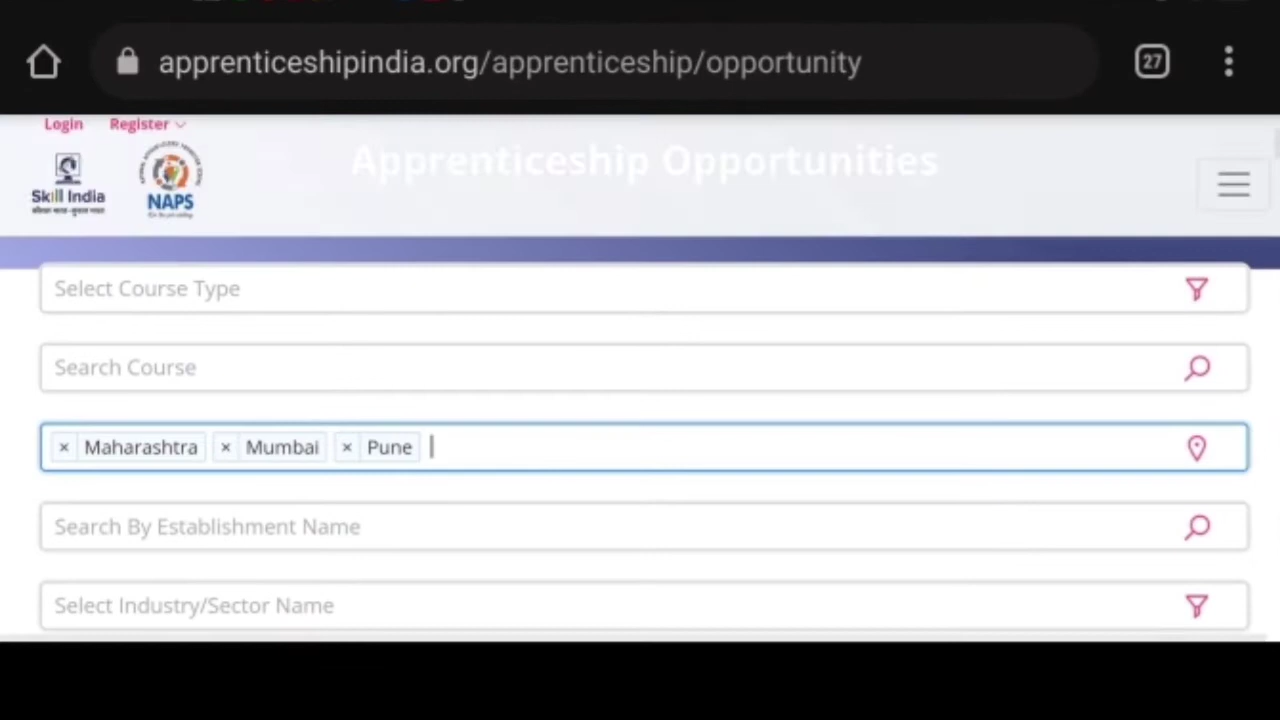 apprenticeshipindia.org/apprenticeship/opportunity
27
Login Register
Apprenticeship Opportunities
Skill India
NAPS
Select Course Type
Search Course
× Maharashtra × Mumbai × Pune
Search By Establishment Name
Select Industry/Sector Name